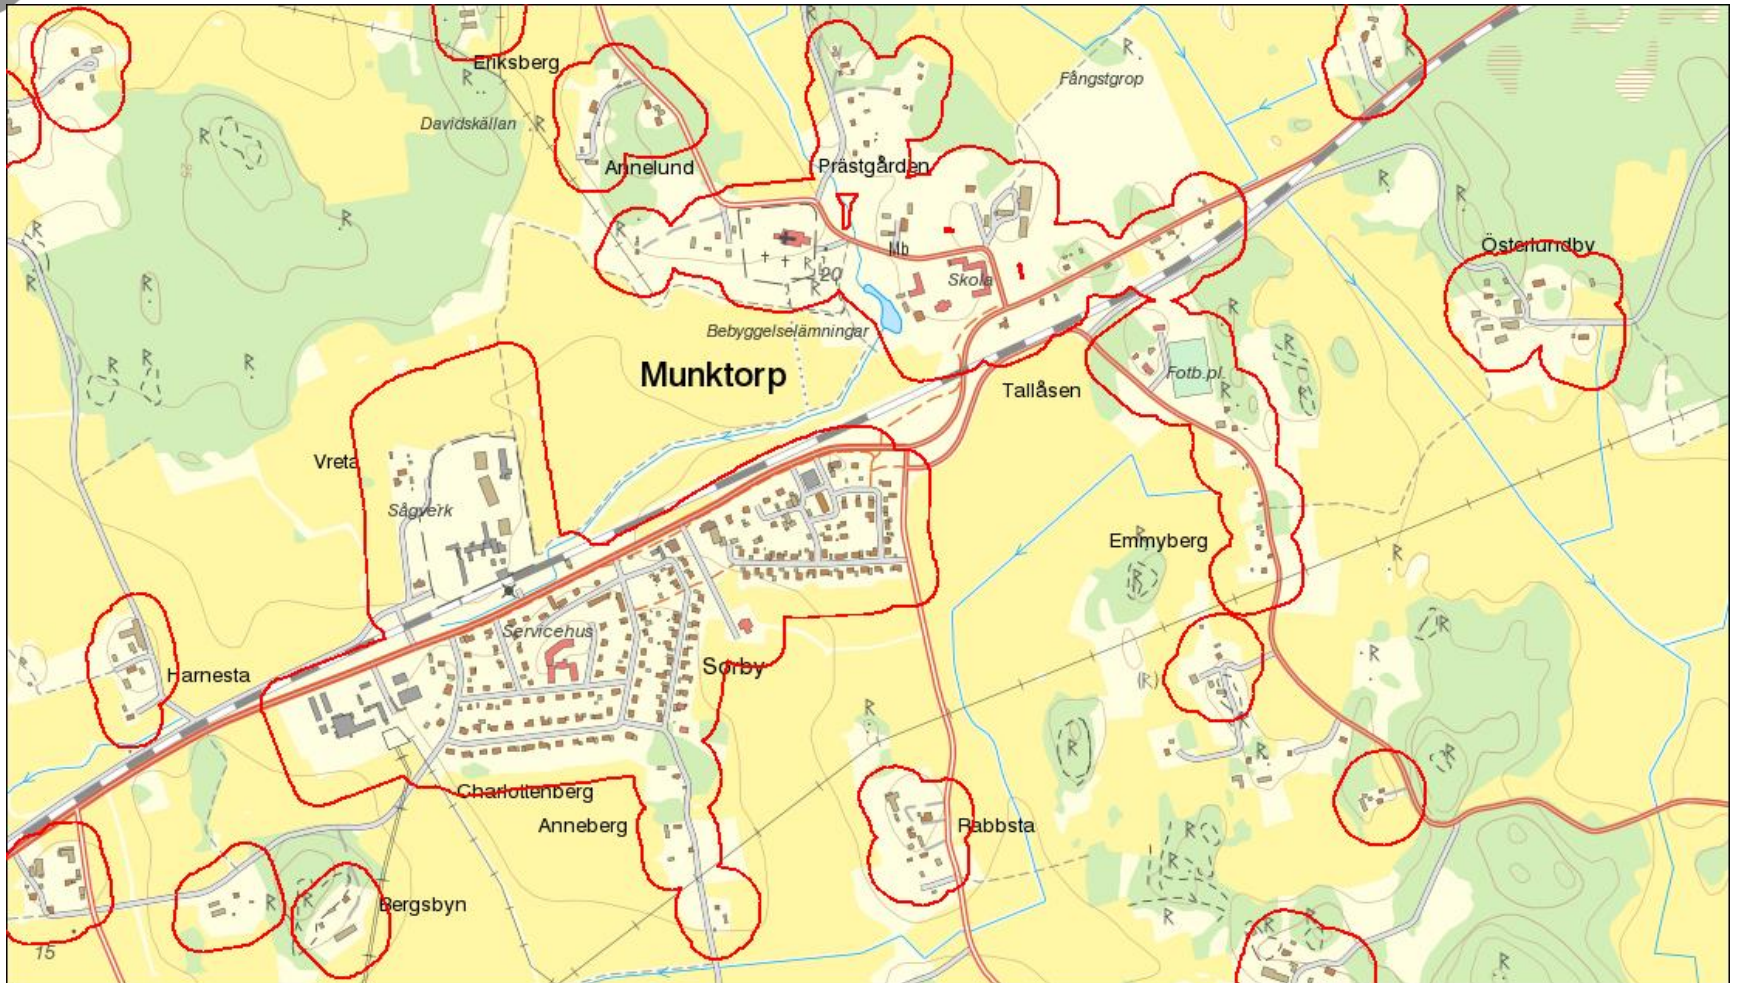 Eriksberg
Fångstgrop
Davidskällan
R
Annelund
Prästgården
R
Österlundby
Mb
20
Skola
Bebyggelselämningar
Munktorp
Tallåsen
Fotb.pl.
Vreta
Sågverk
Emmyberg
Servicehus
Sörby
Harnesta
(R)
Charlottenberg
Anneberg
Rabbsta
Bergsbyn
15